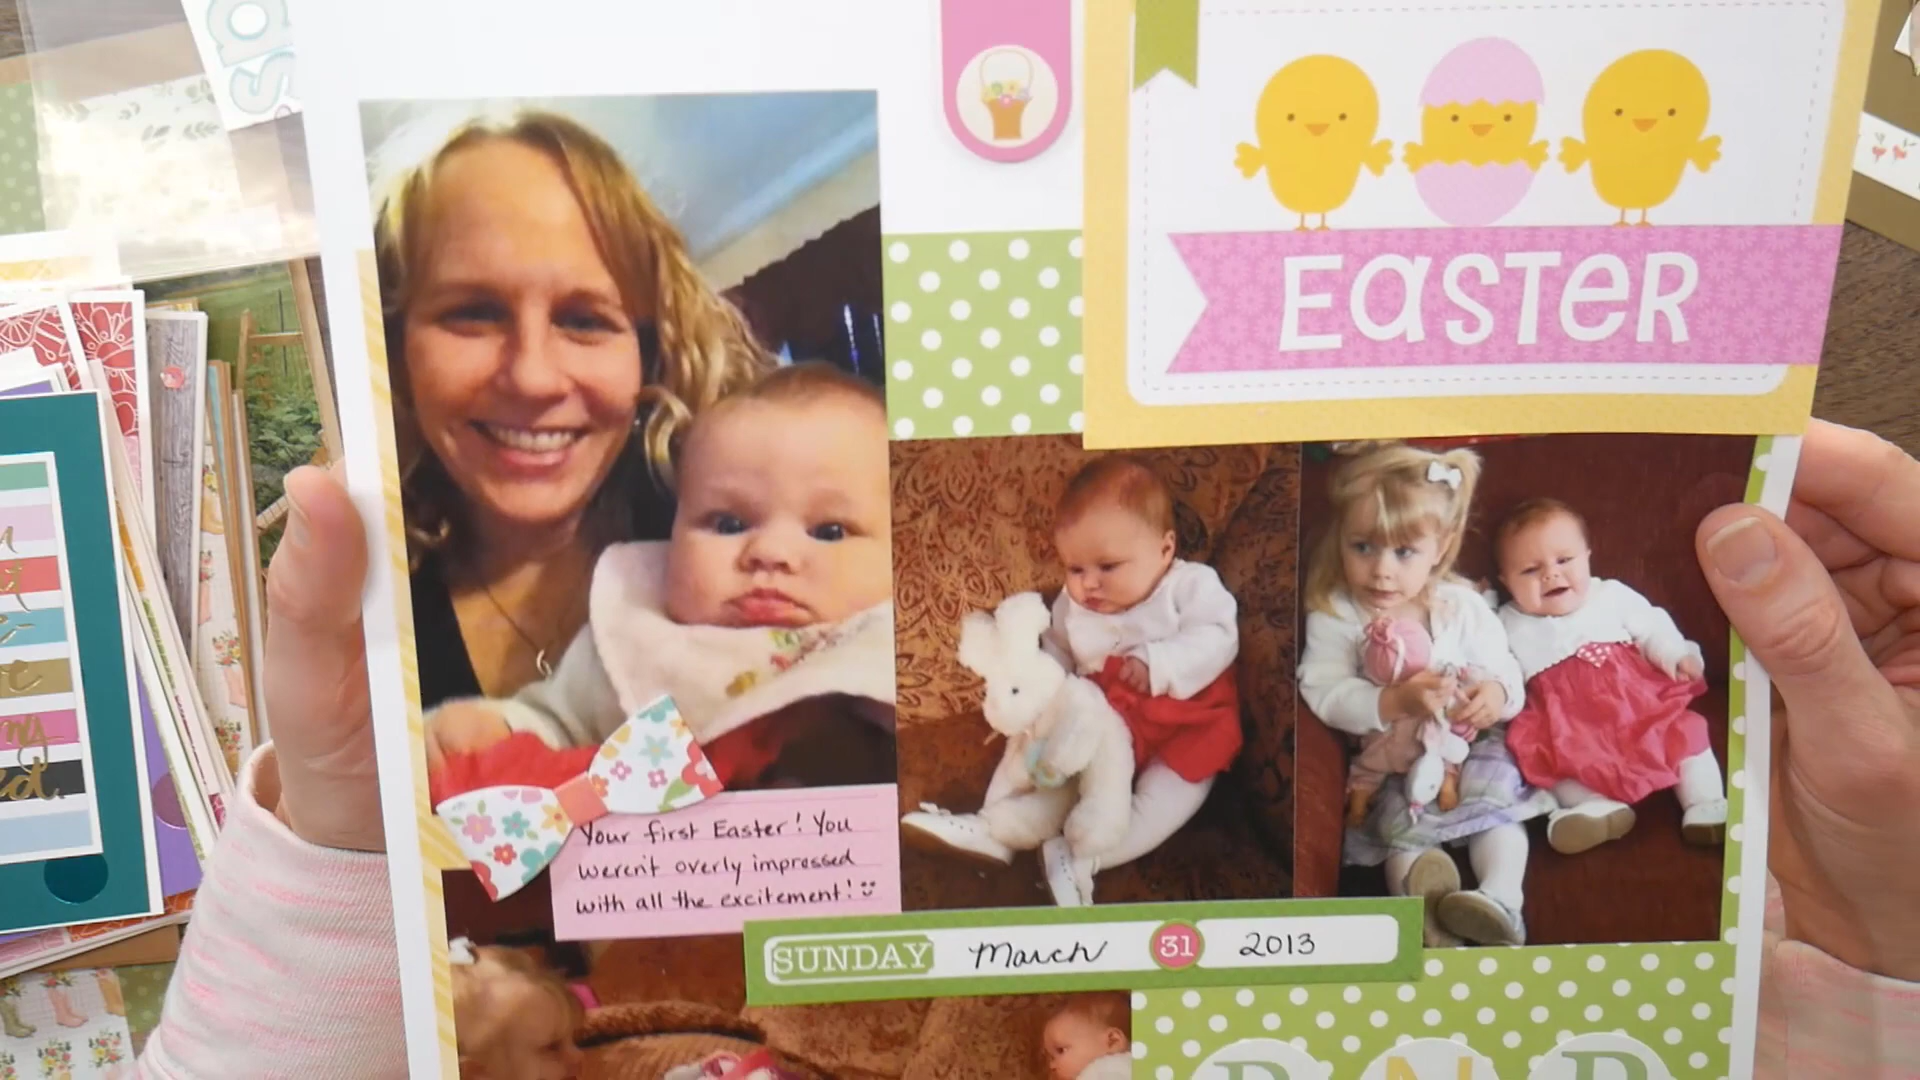 EaSTeR
Your first Easter! You
weren't overly impressed
with all the excitement!
SUNDAY March 31 2013